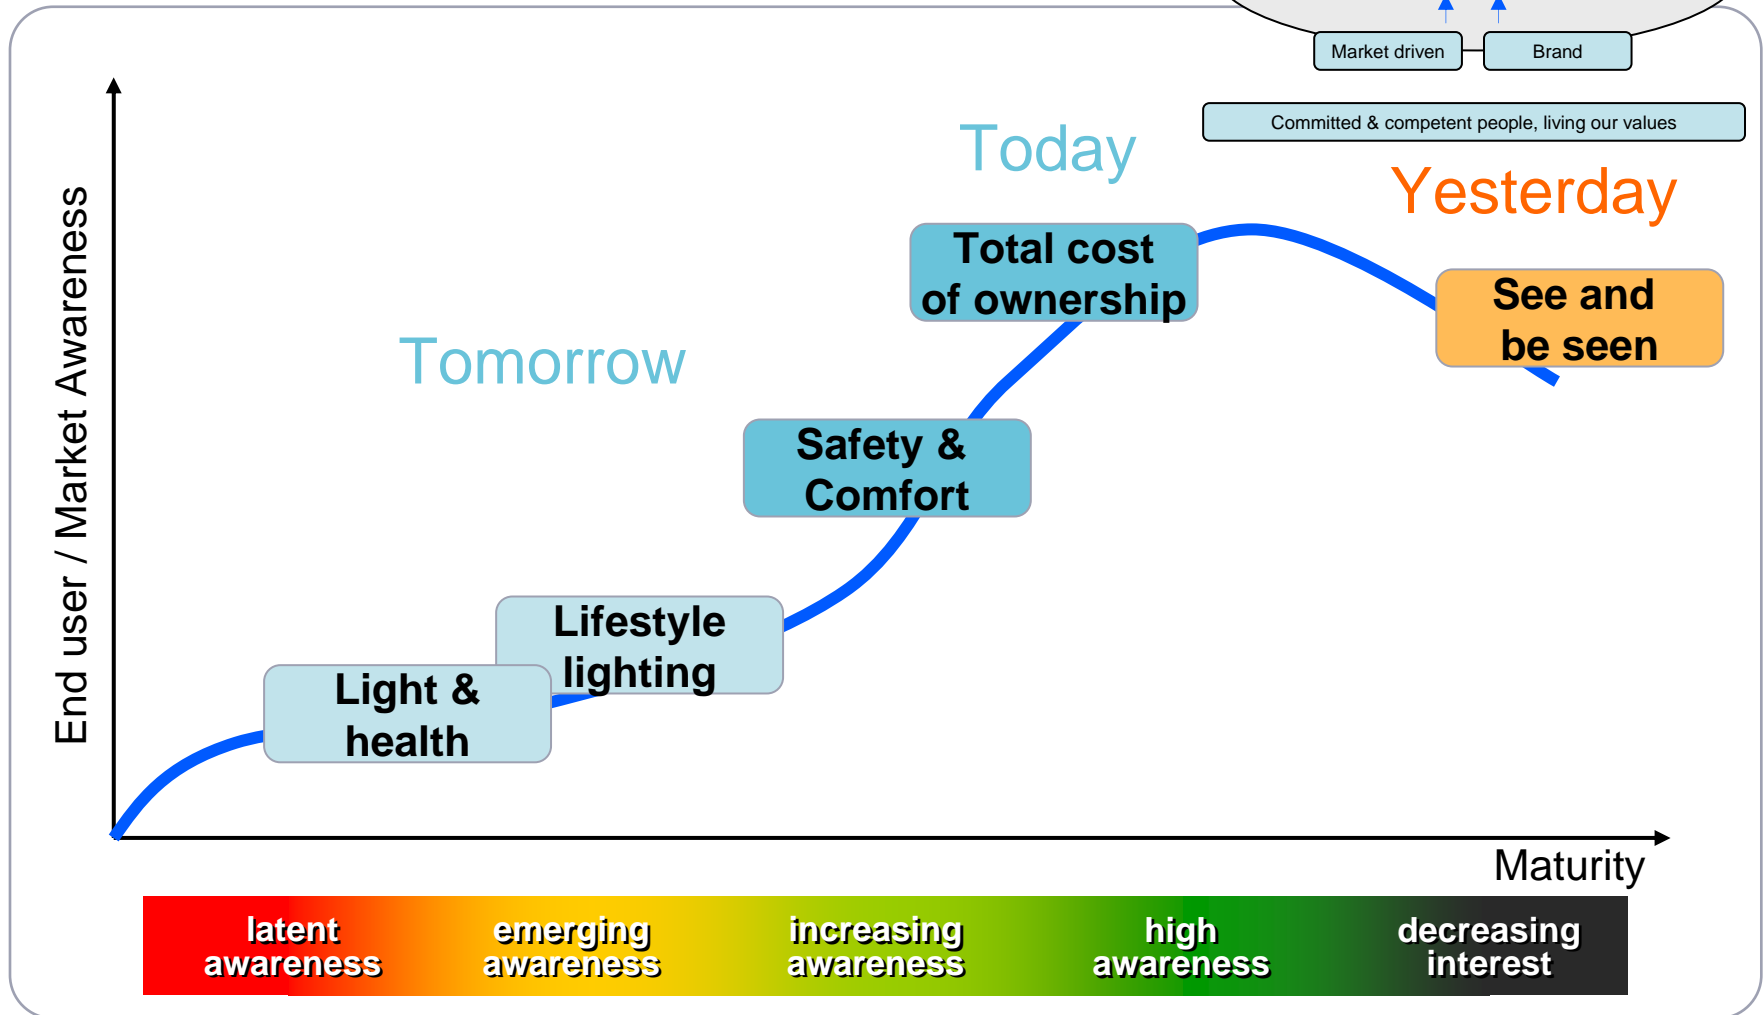 Market driven
Brand
Committed & competent people, living our values
Today
Yesterday
Total cost
of ownership
See and
be seen
Tomorrow
Safety &
Comfort
Lifestyle
lighting
Light &
health
End user / Market Awareness
Maturity
latent
awareness
emerging
awareness
increasing
awareness
high
awareness
decreasing
interest